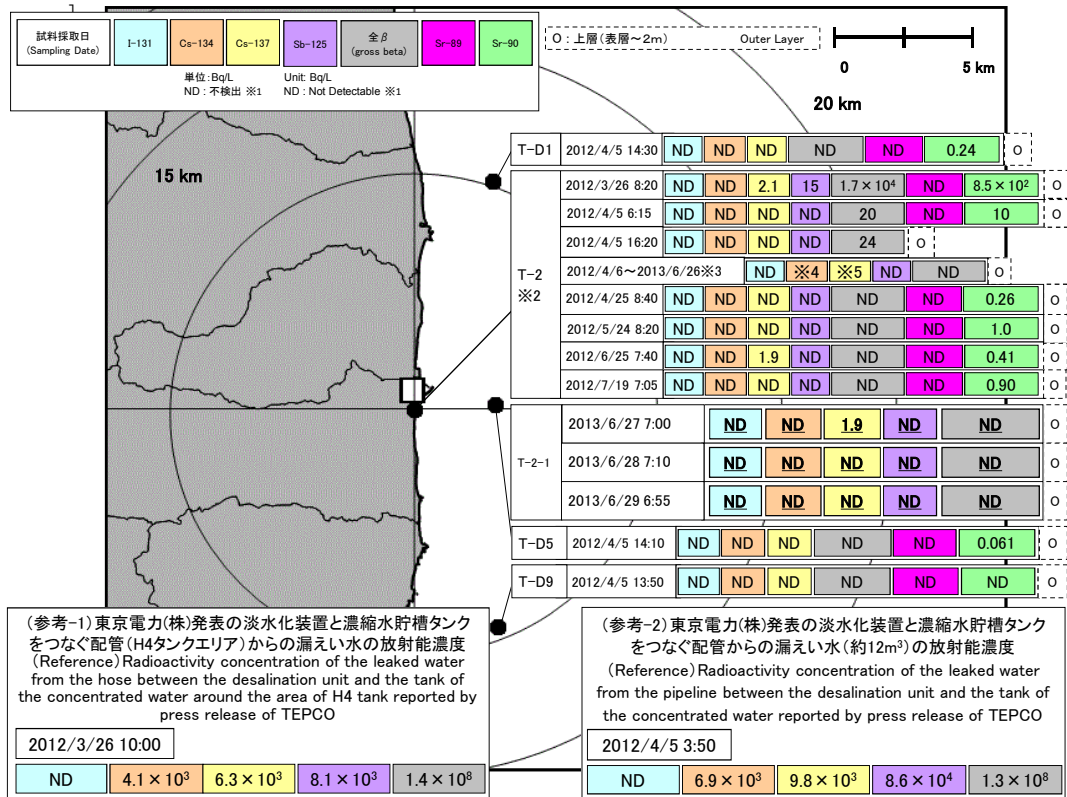 試料採取日
(Sampling Date)
I-131
Cs-134
Cs-137
Sb-125
全β
(gross beta)
Sr-89
Sr-90
単位：Bq/L Unit: Bq/L
ND：不検出 ※1 ND：Not Detectable ※1
O：上層(表層～2m) Outer Layer
0 5 km
20 km
15 km
T-D1 2012/4/5 14:30 ND ND ND ND ND 0.24 O
T-2
※2
2012/3/26 8:20 ND ND 2.1 15 1.7×10⁴ ND 8.5×10² O
2012/4/5 6:15 ND ND ND ND 20 ND 10 O
2012/4/5 16:20 ND ND ND ND 24 O
2012/4/6～2013/6/26※3 ND ※4 ※5 ND ND O
2012/4/25 8:40 ND ND ND ND ND ND 0.26 O
2012/5/24 8:20 ND ND ND ND ND ND 1.0 O
2012/6/25 7:40 ND ND 1.9 ND ND ND 0.41 O
2012/7/19 7:05 ND ND ND ND ND ND 0.90 O
T-2-1
2013/6/27 7:00 ND ND 1.9 ND ND O
2013/6/28 7:10 ND ND ND ND ND O
2013/6/29 6:55 ND ND ND ND ND O
T-D5 2012/4/5 14:10 ND ND ND ND ND 0.061 O
T-D9 2012/4/5 13:50 ND ND ND ND ND ND O
(参考-1)東京電力(株)発表の淡水化装置と濃縮水貯槽タンク
をつなぐ配管(H4タンクエリア)からの漏えい水の放射能濃度
(Reference)Radioactivity concentration of the leaked water
from the hose between the desalination unit and the tank of
the concentrated water around the area of H4 tank reported by
press release of TEPCO
2012/3/26 10:00
ND 4.1×10³ 6.3×10³ 8.1×10³ 1.4×10⁸
(参考-2)東京電力(株)発表の淡水化装置と濃縮水貯槽タンク
をつなぐ配管からの漏えい水(約12m³)の放射能濃度
(Reference)Radioactivity concentration of the leaked water
from the pipeline between the desalination unit and the tank of
the concentrated water reported by press release of TEPCO
2012/4/5 3:50
ND 6.9×10³ 9.8×10³ 8.6×10⁴ 1.3×10⁸